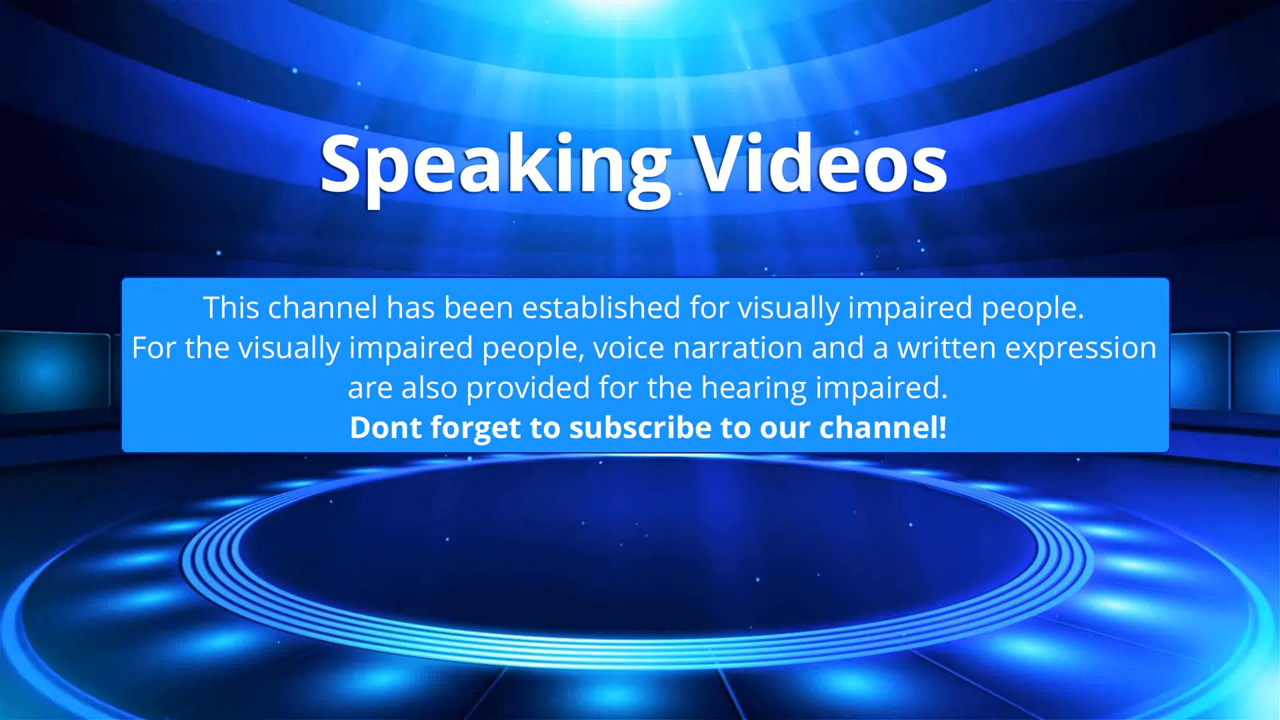 Speaking Videos
This channel has been established for visually impaired people.
For the visually impaired people, voice narration and a written expression
are also provided for the hearing impaired.
Dont forget to subscribe to our channel!